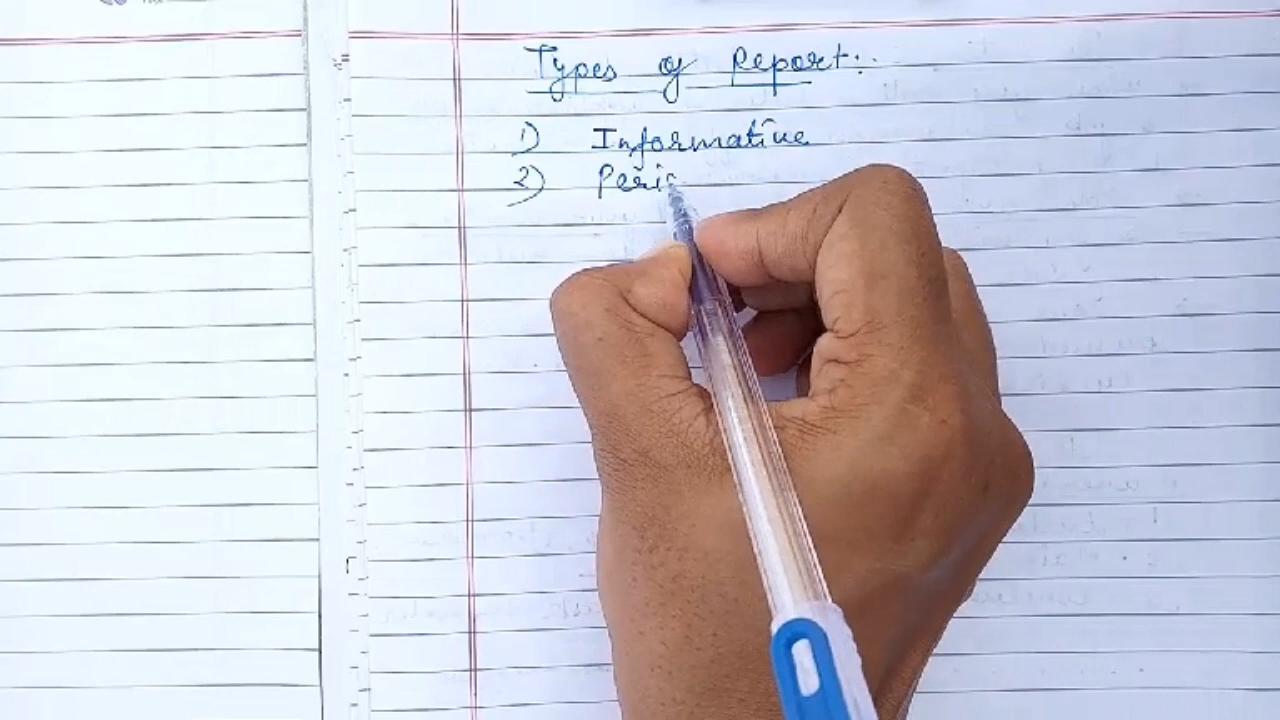 Types of Report:-
1) Informative
2) Peri